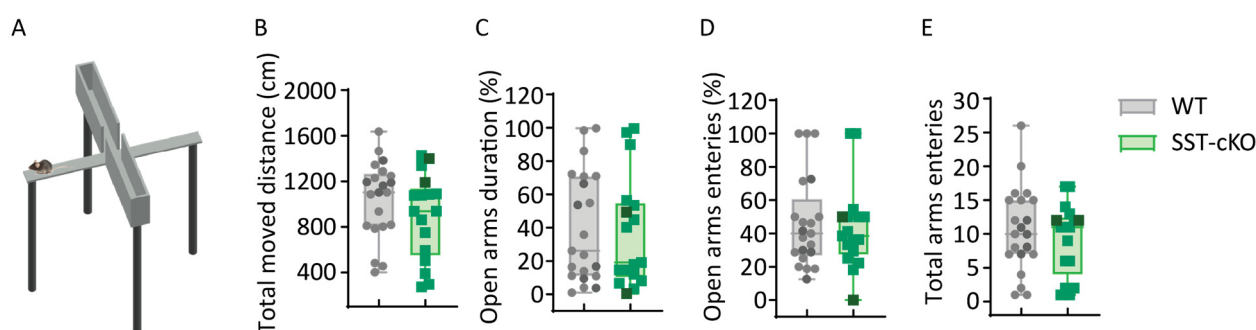 A
B
C
D
E
Total moved distance (cm)
2000
1600
1200
800
400
Open arms duration (%)
120
100
80
60
40
20
0
Open arms enteries (%)
120
100
80
60
40
20
0
Total arms enteries
30
25
20
15
10
5
0
WT
SST-cKO